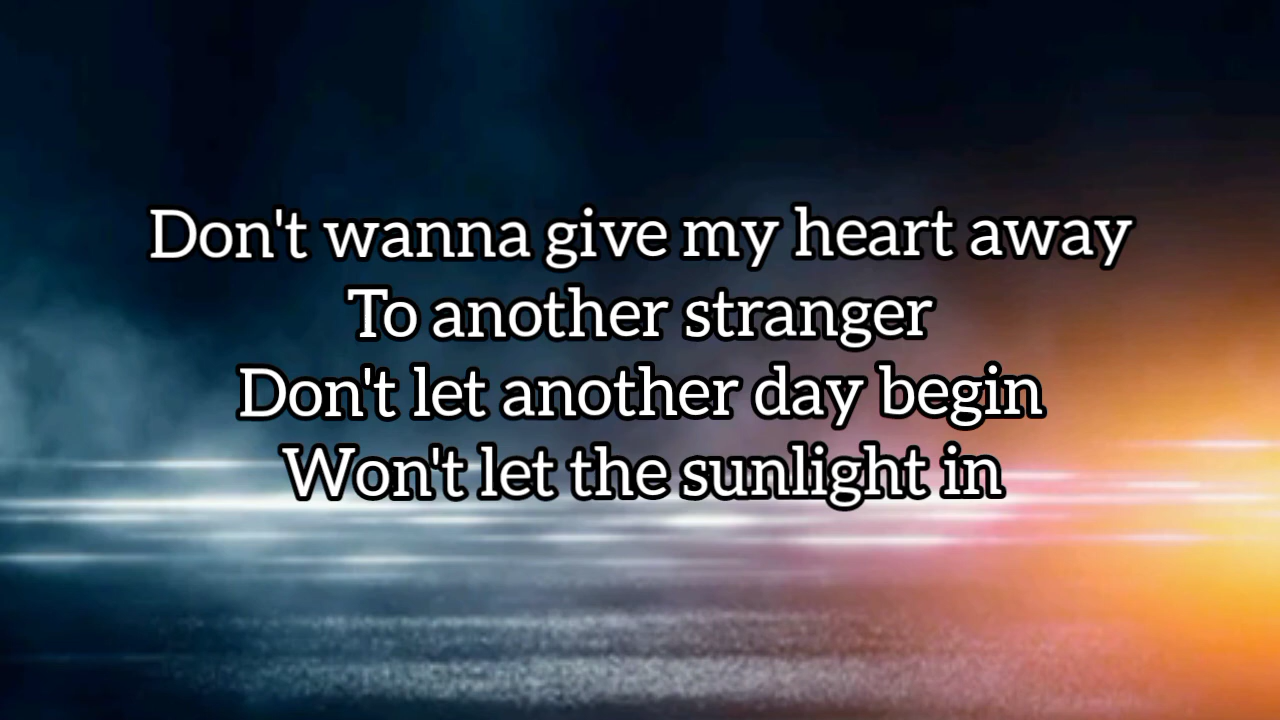 Don't wanna give my heart away
To another stranger
Don't let another day begin
Won't let the sunlight in